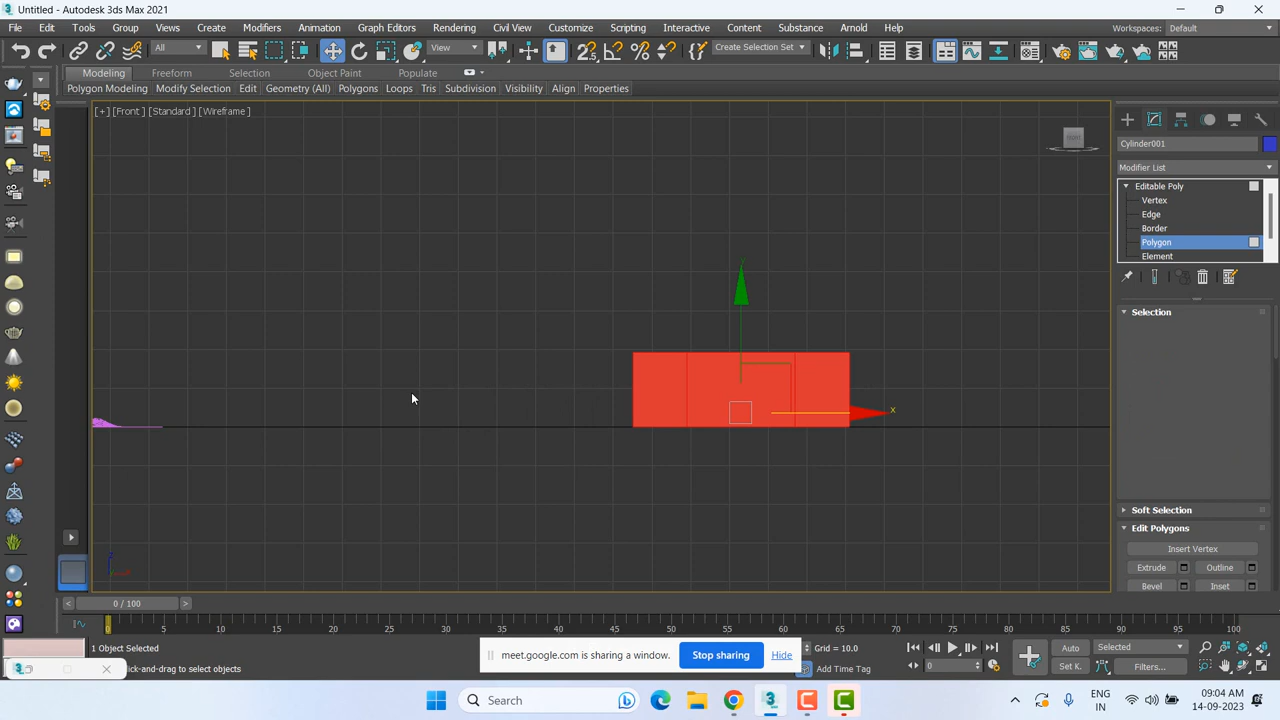 Untitled - Autodesk 3ds Max 2021
File Edit Tools Group Views Create Modifiers Animation Graph Editors Rendering Civil View Customize Scripting Interactive Content Substance Arnold Help Workspaces: Default
All View Create Selection Set
Modeling Freeform Selection Object Paint Populate
Polygon Modeling Modify Selection Edit Geometry (All) Polygons Loops Tris Subdivision Visibility Align Properties
[+] [Front] [Standard] [Wireframe]
FRONT
Cylinder001
Modifier List
Editable Poly
Vertex
Edge
Border
Polygon
Element
Selection
Soft Selection
Edit Polygons
Insert Vertex
Extrude Outline
Bevel Inset
y
x
z
0 / 100
0 5 10 15 20 25 30 35 40 45 50 55 60 65 70 75 80 85 90 95 100
1 Object Selected
ick-and-drag to select objects
meet.google.com is sharing a window. Stop sharing Hide
Grid = 10.0
Add Time Tag
Auto Selected
Set K. Filters...
0
Search
ENG
IN
09:04 AM
14-09-2023